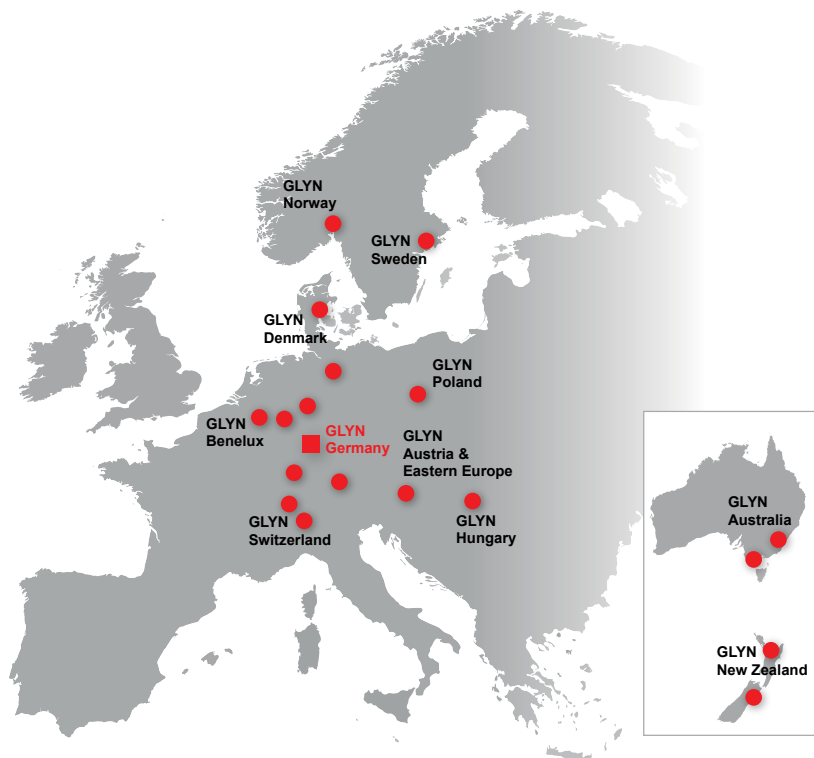 GLYN
Norway
GLYN
Sweden
GLYN
Denmark
GLYN
Poland
GLYN
Benelux
GLYN
Germany
GLYN
Austria &
Eastern Europe
GLYN
Switzerland
GLYN
Hungary
GLYN
Australia
GLYN
New Zealand